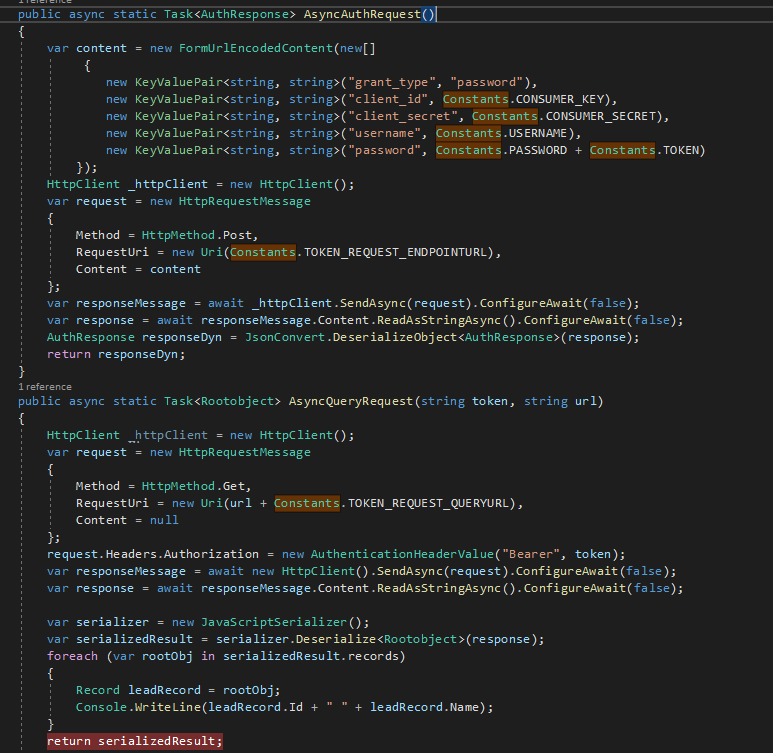 1 reference
public async static Task<AuthResponse> AsyncAuthRequest()
{
var content = new FormUrlEncodedContent(new[]
{
new KeyValuePair<string, string>("grant_type", "password"),
new KeyValuePair<string, string>("client_id", Constants.CONSUMER_KEY),
new KeyValuePair<string, string>("client_secret", Constants.CONSUMER_SECRET),
new KeyValuePair<string, string>("username", Constants.USERNAME),
new KeyValuePair<string, string>("password", Constants.PASSWORD + Constants.TOKEN)
});
HttpClient _httpClient = new HttpClient();
var request = new HttpRequestMessage
{
Method = HttpMethod.Post,
RequestUri = new Uri(Constants.TOKEN_REQUEST_ENDPOINTURL),
Content = content
};
var responseMessage = await _httpClient.SendAsync(request).ConfigureAwait(false);
var response = await responseMessage.Content.ReadAsStringAsync().ConfigureAwait(false);
AuthResponse responseDyn = JsonConvert.DeserializeObject<AuthResponse>(response);
return responseDyn;
}
1 reference
public async static Task<Rootobject> AsyncQueryRequest(string token, string url)
{
HttpClient _httpClient = new HttpClient();
var request = new HttpRequestMessage
{
Method = HttpMethod.Get,
RequestUri = new Uri(url + Constants.TOKEN_REQUEST_QUERYURL),
Content = null
};
request.Headers.Authorization = new AuthenticationHeaderValue("Bearer", token);
var responseMessage = await new HttpClient().SendAsync(request).ConfigureAwait(false);
var response = await responseMessage.Content.ReadAsStringAsync().ConfigureAwait(false);
var serializer = new JavaScriptSerializer();
var serializedResult = serializer.Deserialize<Rootobject>(response);
foreach (var rootObj in serializedResult.records)
{
Record leadRecord = rootObj;
Console.WriteLine(leadRecord.Id + " " + leadRecord.Name);
}
return serializedResult;